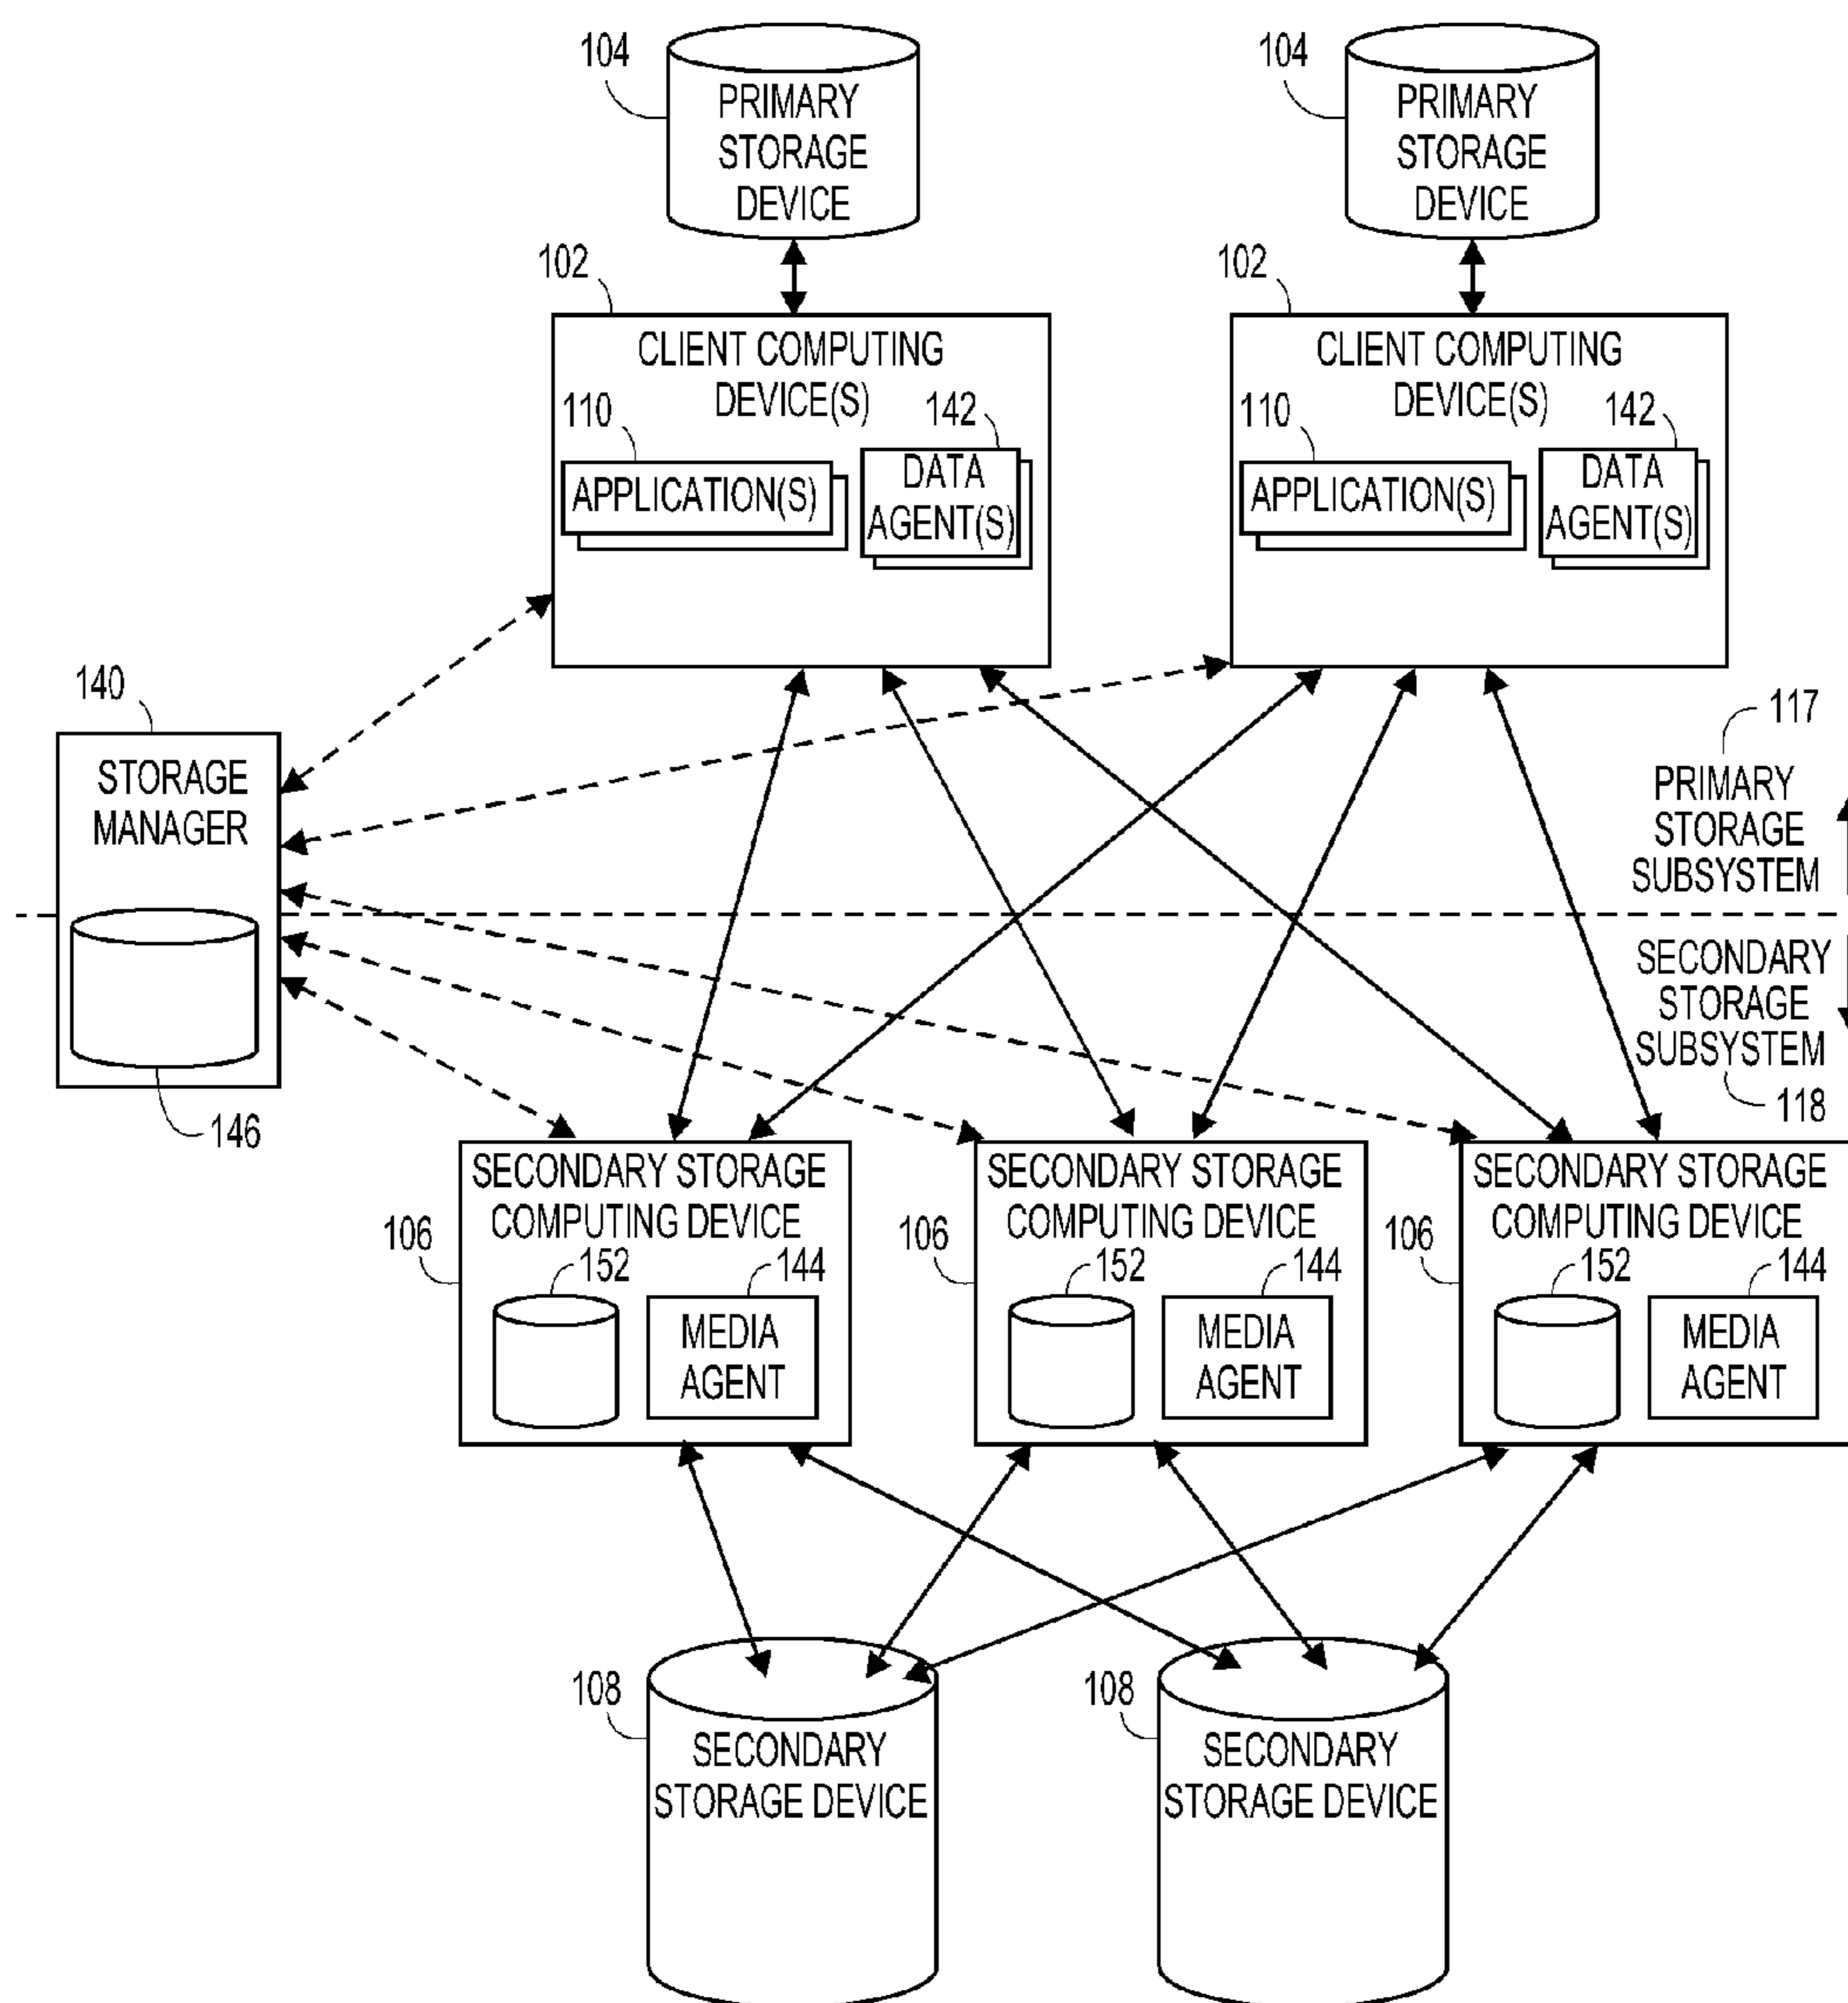 104
PRIMARY
STORAGE
DEVICE
104
PRIMARY
STORAGE
DEVICE
102
CLIENT COMPUTING
DEVICE(S)
110
APPLICATION(S)
142
DATA
AGENT(S)
102
CLIENT COMPUTING
DEVICE(S)
110
APPLICATION(S)
142
DATA
AGENT(S)
140
STORAGE
MANAGER
146
117
PRIMARY
STORAGE
SUBSYSTEM
SECONDARY
STORAGE
SUBSYSTEM
118
106
SECONDARY STORAGE
COMPUTING DEVICE
152
144
MEDIA
AGENT
106
SECONDARY STORAGE
COMPUTING DEVICE
152
144
MEDIA
AGENT
106
SECONDARY STORAGE
COMPUTING DEVICE
152
144
MEDIA
AGENT
108
SECONDARY
STORAGE DEVICE
108
SECONDARY
STORAGE DEVICE